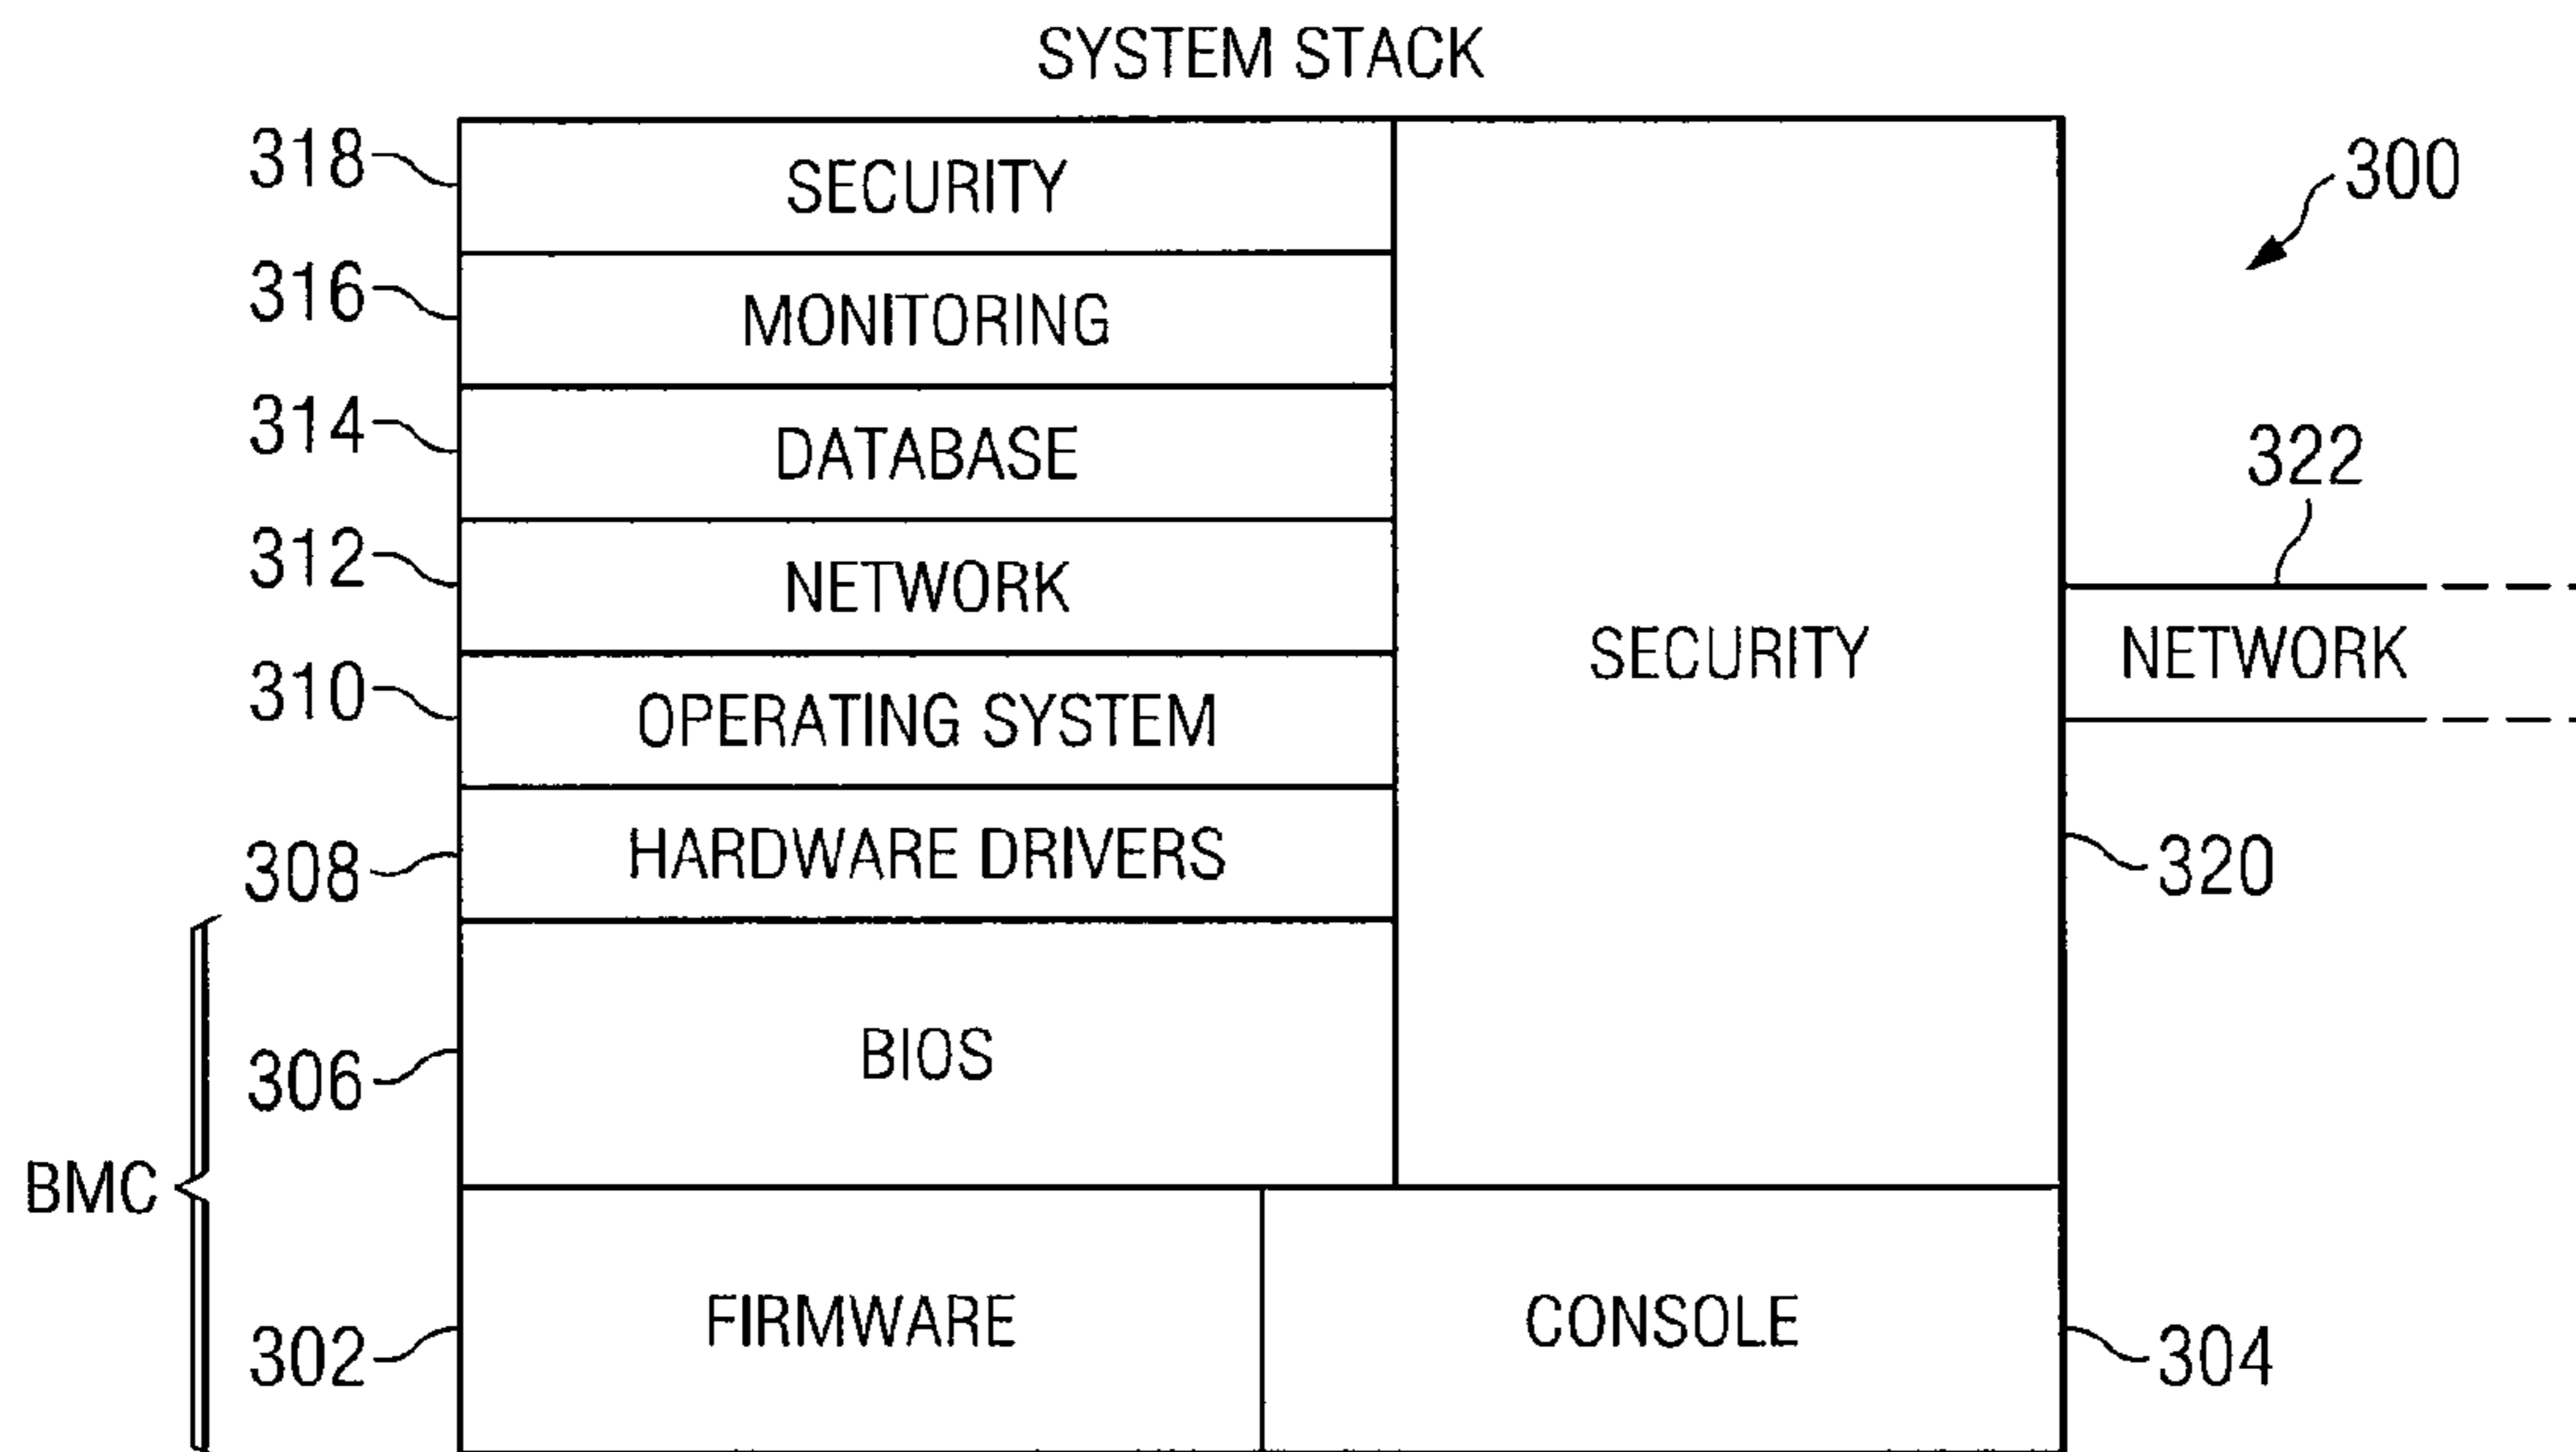 SYSTEM STACK
318
SECURITY
300
316
MONITORING
314
DATABASE
322
312
NETWORK
SECURITY
NETWORK
310
OPERATING SYSTEM
308
HARDWARE DRIVERS
320
306
BIOS
BMC
302
FIRMWARE
CONSOLE
304